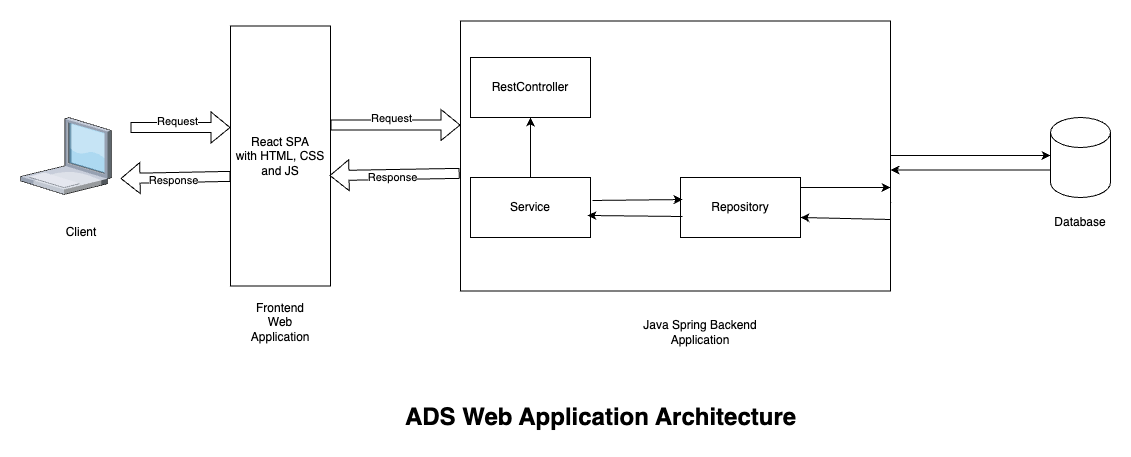 Request
Response
Client
React SPA
with HTML, CSS
and JS
Frontend
Web
Application
Request
Response
RestController
Service
Repository
Java Spring Backend
Application
Database
ADS Web Application Architecture